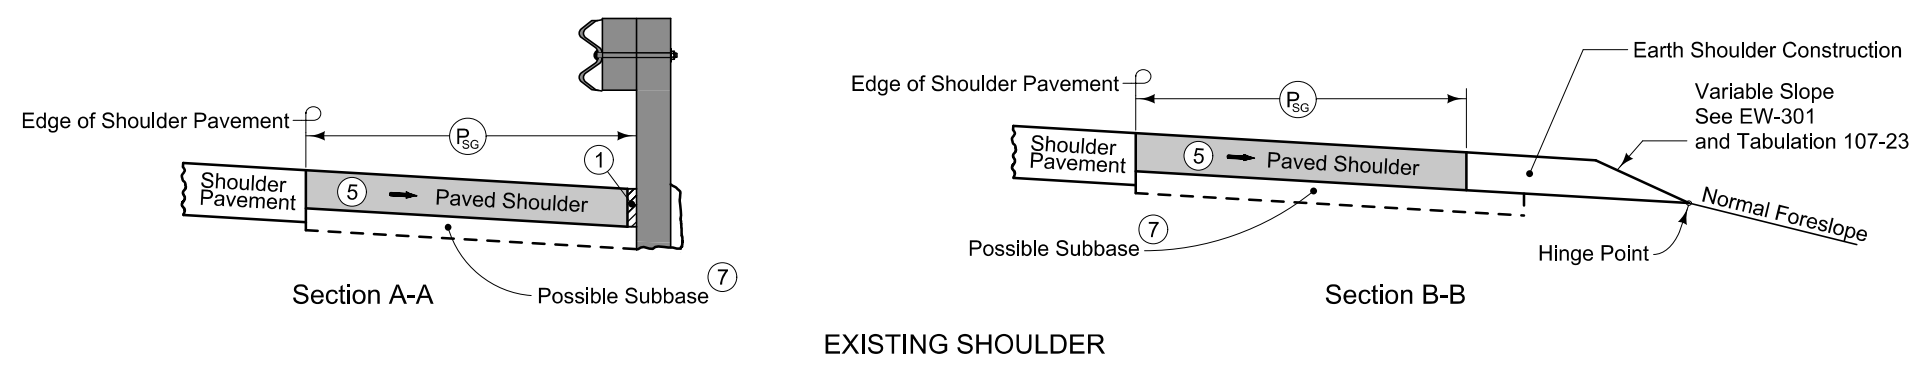 Edge of Shoulder Pavement
PSG
1
Shoulder
Pavement
5
Paved Shoulder
7
Possible Subbase
Section A-A
Edge of Shoulder Pavement
PSG
Earth Shoulder Construction
Variable Slope
See EW-301
and Tabulation 107-23
Shoulder
Pavement
5
Paved Shoulder
7
Possible Subbase
Normal Foreslope
Hinge Point
Section B-B
EXISTING SHOULDER